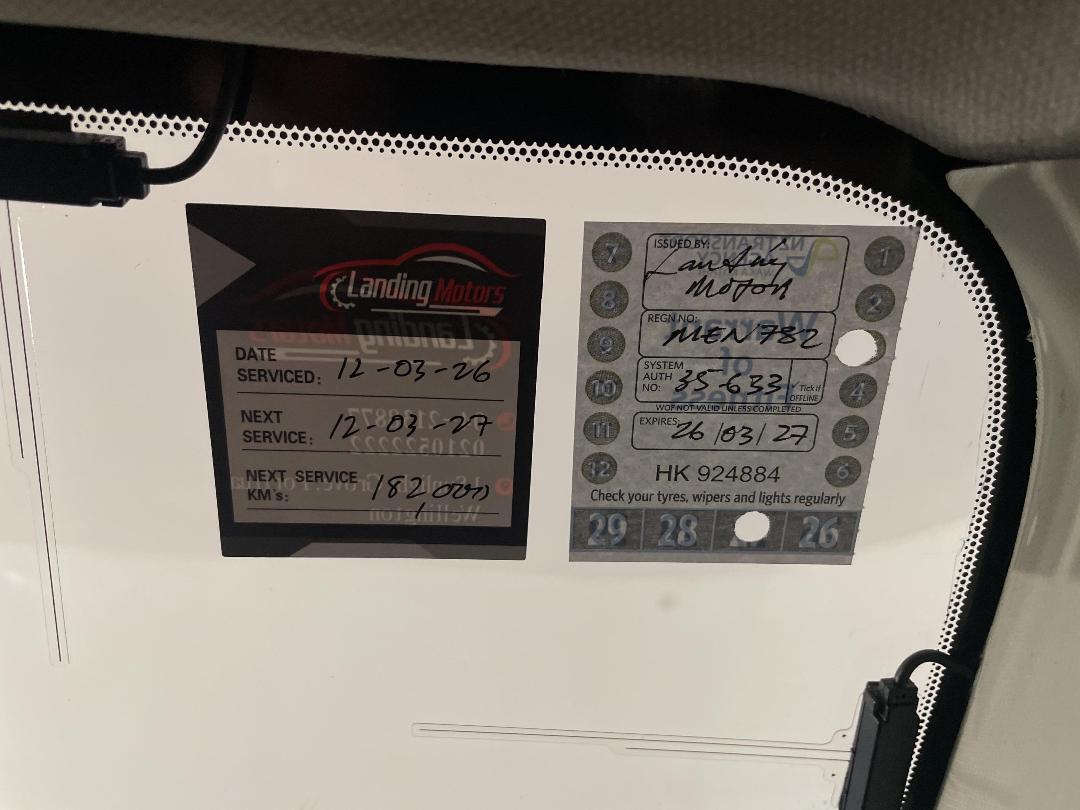 Landing Motors
DATE SERVICED: 12-03-26
NEXT SERVICE: 12-03-27
NEXT SERVICE KM's: 182,000
7
8
9
10
11
12
ISSUED BY:
Landing
Motors
REGN NO: MEN782
SYSTEM AUTH NO: 35-633
Tick if OFFLINE
WOF NOT VALID UNLESS COMPLETED
EXPIRES: 26/03/27
HK 924884
Check your tyres, wipers and lights regularly
1
2
4
5
6
29 28 26